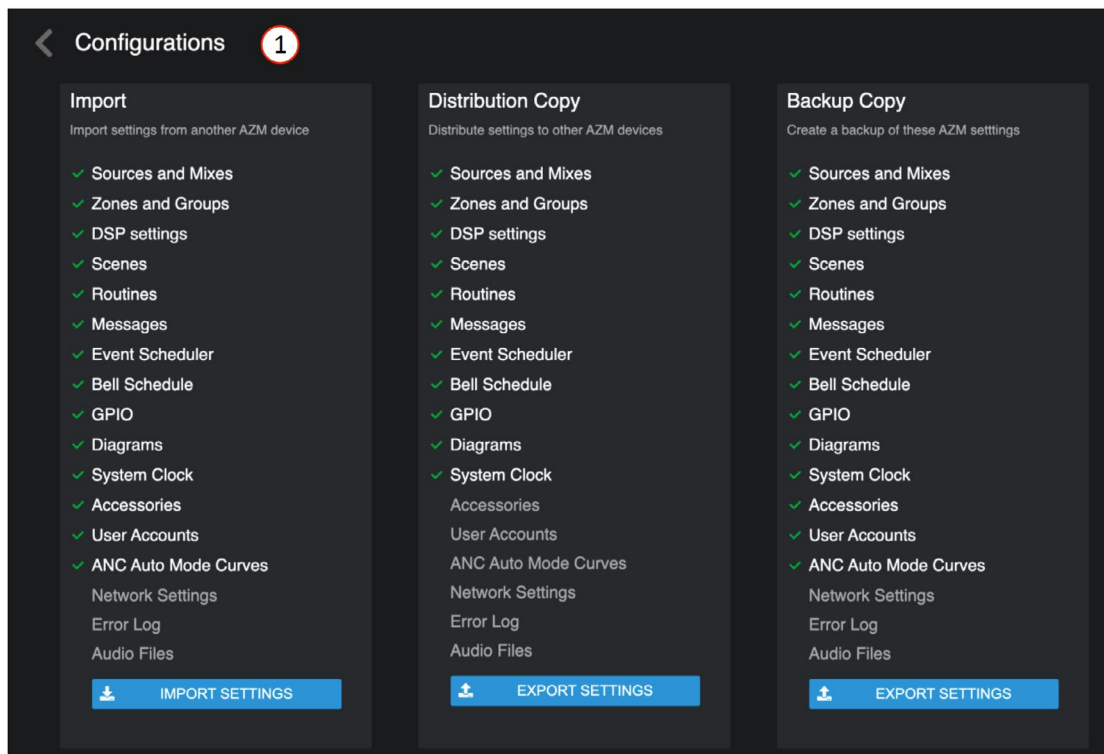 Configurations
1
Import
Import settings from another AZM device
Sources and Mixes
Zones and Groups
DSP settings
Scenes
Routines
Messages
Event Scheduler
Bell Schedule
GPIO
Diagrams
System Clock
Accessories
User Accounts
ANC Auto Mode Curves
Network Settings
Error Log
Audio Files
IMPORT SETTINGS
Distribution Copy
Distribute settings to other AZM devices
Sources and Mixes
Zones and Groups
DSP settings
Scenes
Routines
Messages
Event Scheduler
Bell Schedule
GPIO
Diagrams
System Clock
Accessories
User Accounts
ANC Auto Mode Curves
Network Settings
Error Log
Audio Files
EXPORT SETTINGS
Backup Copy
Create a backup of these AZM setttings
Sources and Mixes
Zones and Groups
DSP settings
Scenes
Routines
Messages
Event Scheduler
Bell Schedule
GPIO
Diagrams
System Clock
Accessories
User Accounts
ANC Auto Mode Curves
Network Settings
Error Log
Audio Files
EXPORT SETTINGS